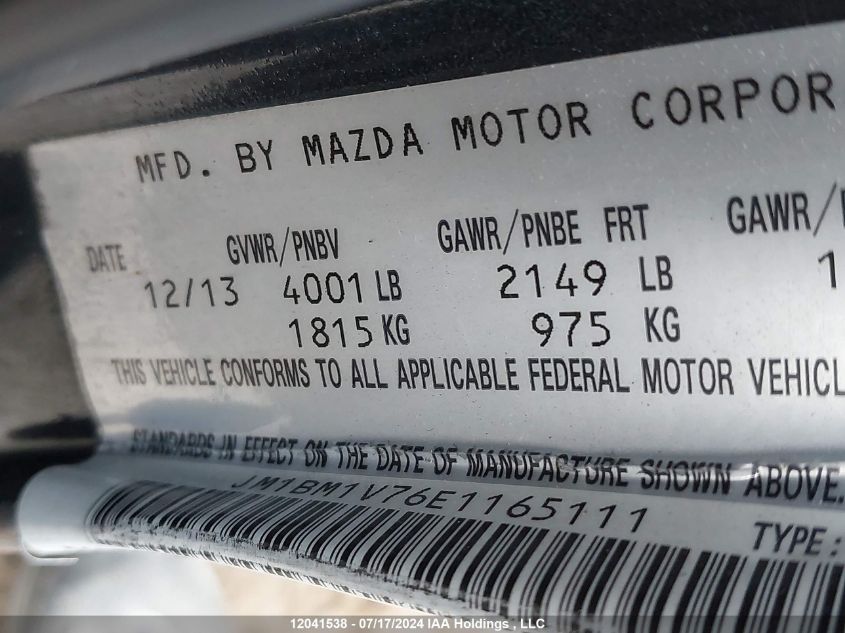 MFD. BY MAZDA MOTOR CORPOR
DATE GVWR/PNBV GAWR/PNBE FRT GAWR/
12/13 4001 LB 2149 LB 1
1815 KG 975 KG
THIS VEHICLE CONFORMS TO ALL APPLICABLE FEDERAL MOTOR VEHICL
STANDARDS IN EFFECT ON THE DATE OF MANUFACTURE SHOWN ABOVE.
JM1BM1V76E1165111 TYPE:
12041538 - 07/17/2024 IAA Holdings, LLC